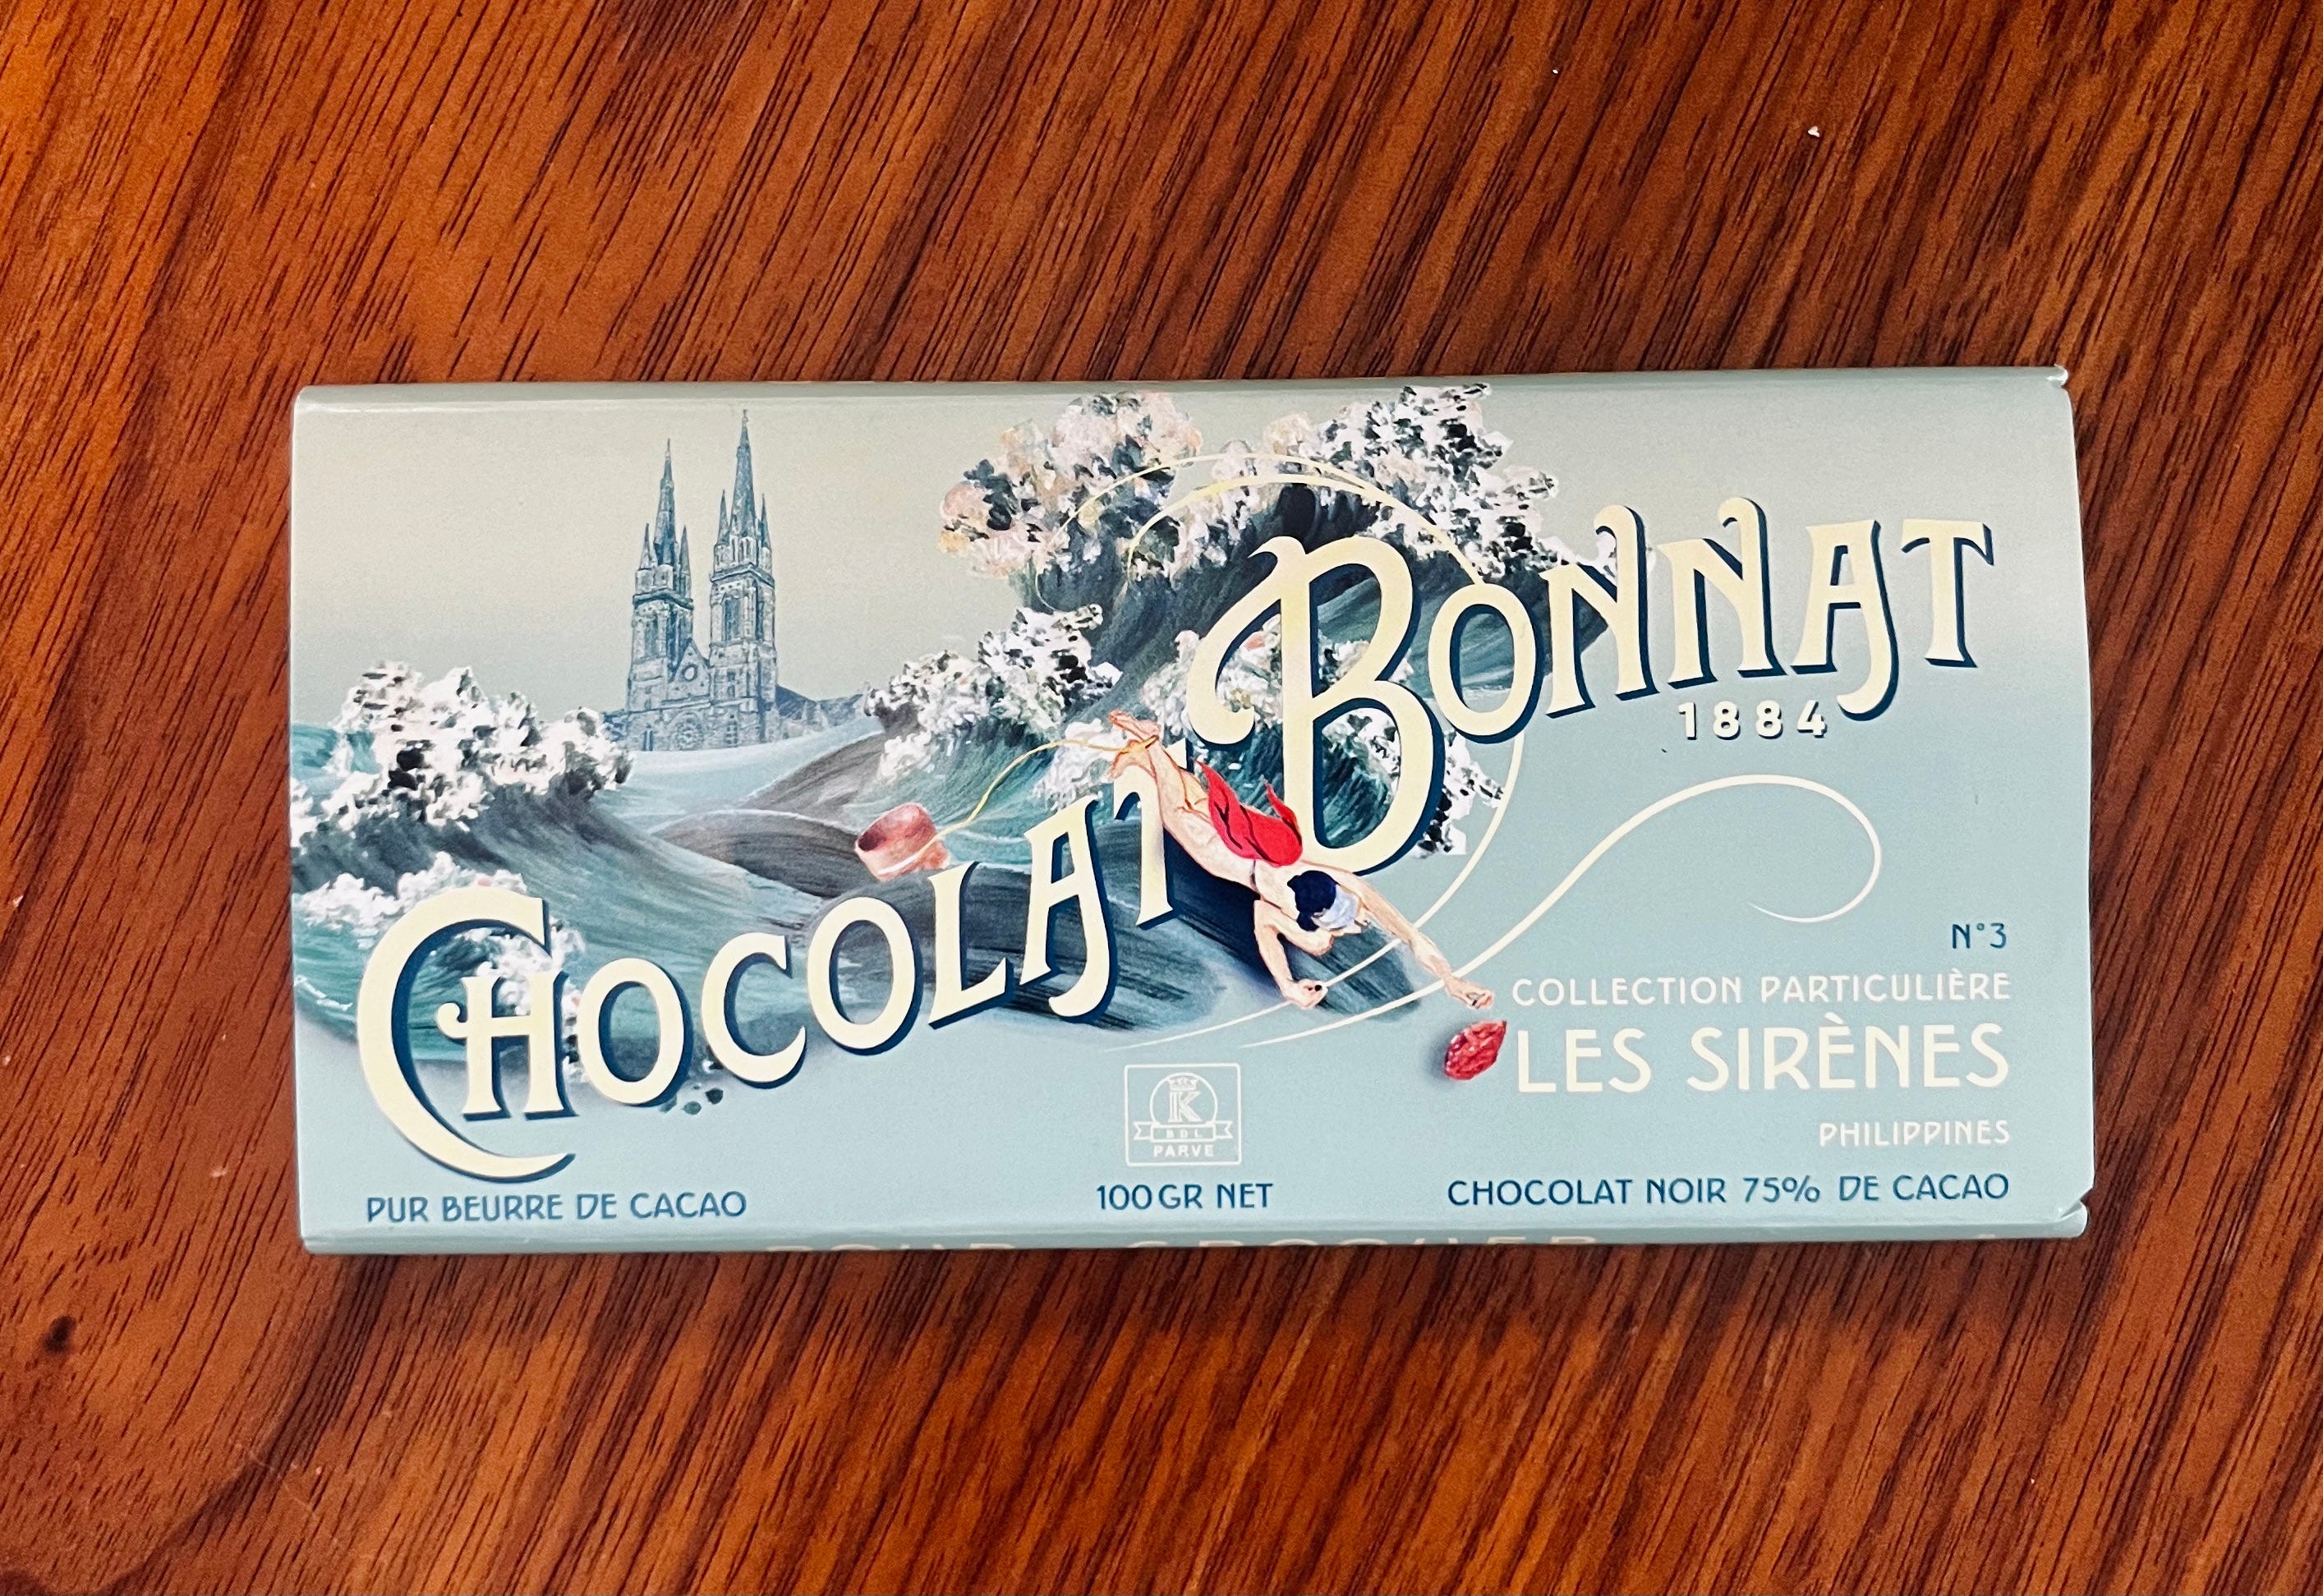 CHOCOLAT BONNAT
1884
N°3
COLLECTION PARTICULIÈRE
LES SIRÈNES
PHILIPPINES
K
BDL
PARVE
PUR BEURRE DE CACAO
100GR NET
CHOCOLAT NOIR 75% DE CACAO